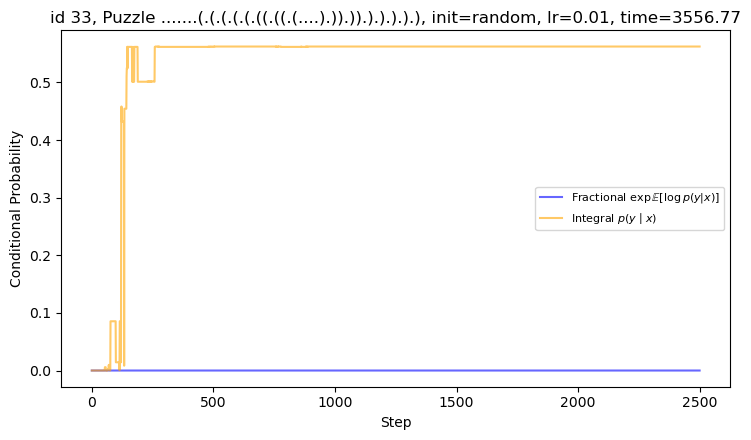 id 33, Puzzle .......(.(.(.(.(.((.((.(....).)).)).).).).).), init=random, lr=0.01, time=3556.77
Conditional Probability
0.5
0.4
0.3
0.2
0.1
0.0
Fractional exp𝔼[log p(y|x)]
Integral p(y | x)
0 500 1000 1500 2000 2500
Step